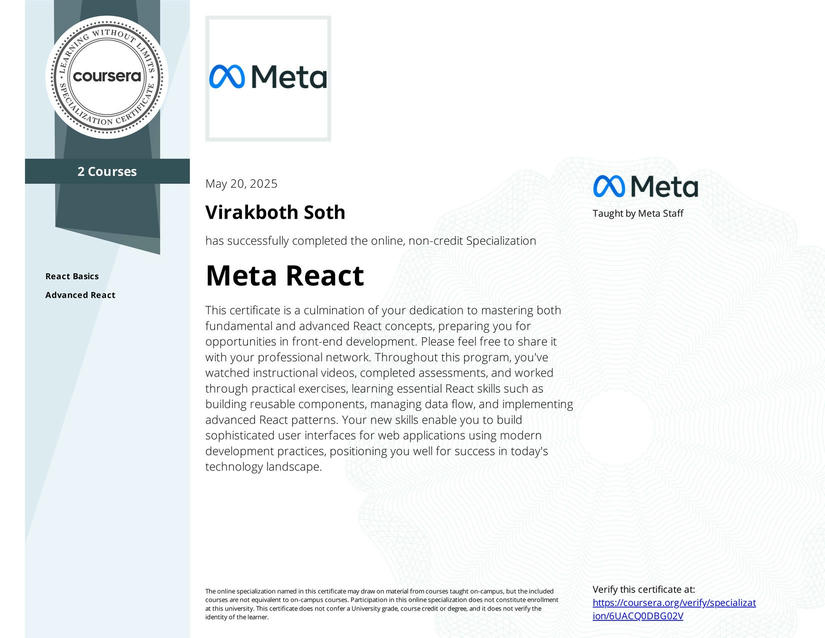 LEARNING WITHOUT LIMITS
coursera
SPECIALIZATION CERTIFICATE
2 Courses
React Basics
Advanced React
Meta
May 20, 2025
Virakboth Soth
has successfully completed the online, non-credit Specialization
Meta React
This certificate is a culmination of your dedication to mastering both
fundamental and advanced React concepts, preparing you for
opportunities in front-end development. Please feel free to share it
with your professional network. Throughout this program, you've
watched instructional videos, completed assessments, and worked
through practical exercises, learning essential React skills such as
building reusable components, managing data flow, and implementing
advanced React patterns. Your new skills enable you to build
sophisticated user interfaces for web applications using modern
development practices, positioning you well for success in today's
technology landscape.
Meta
Taught by Meta Staff
The online specialization named in this certificate may draw on material from courses taught on-campus, but the included
courses are not equivalent to on-campus courses. Participation in this online specialization does not constitute enrollment
at this university. This certificate does not confer a University grade, course credit or degree, and it does not verify the
identity of the learner.
Verify this certificate at:
https://coursera.org/verify/specializat
ion/6UACQ0DBG02V